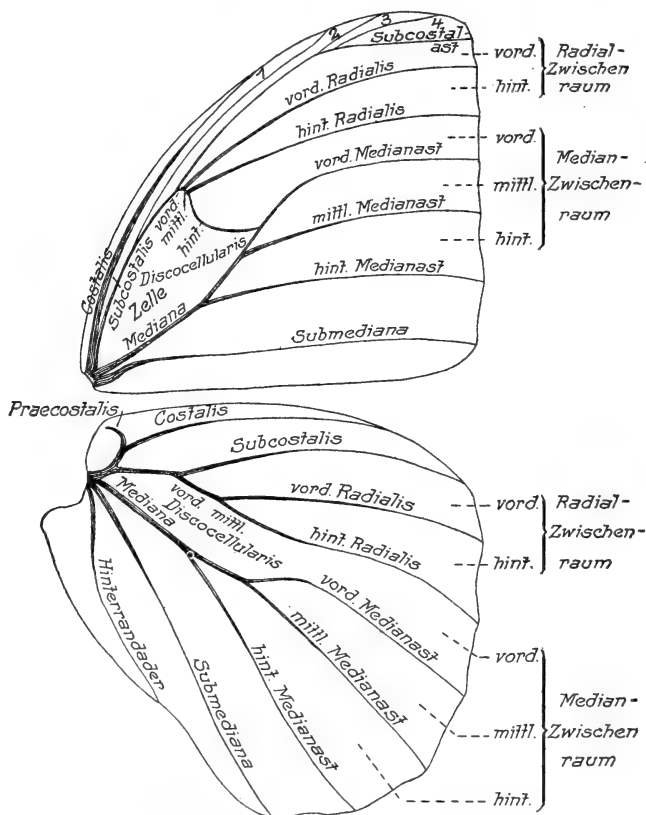 1 2 3 4
Subcostal-
ast
vord. Radialis
hint. Radialis
vord. Medianast
mittl. Medianast
hint. Medianast
Submediana
Costalis
Subcostalis
vord.
mittl.
hint.
Discocellularis
Zelle
Mediana
vord.
hint.
Radial-
Zwischen
raum
vord.
mittl.
hint.
Median-
Zwischen-
raum
Praecostalis
Costalis
Subcostalis
vord. Radialis
hint. Radialis
vord. mittl.
Discocellularis
Mediana
vord. Medianast
mittl. Medianast
hint. Medianast
Submediana
Hinterrandader
vord.
hint.
Radial-
Zwischen-
raum
vord.
mittl.
hint.
Median-
Zwischen
raum